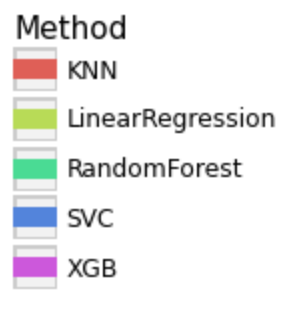 Method
KNN
LinearRegression
RandomForest
SVC
XGB